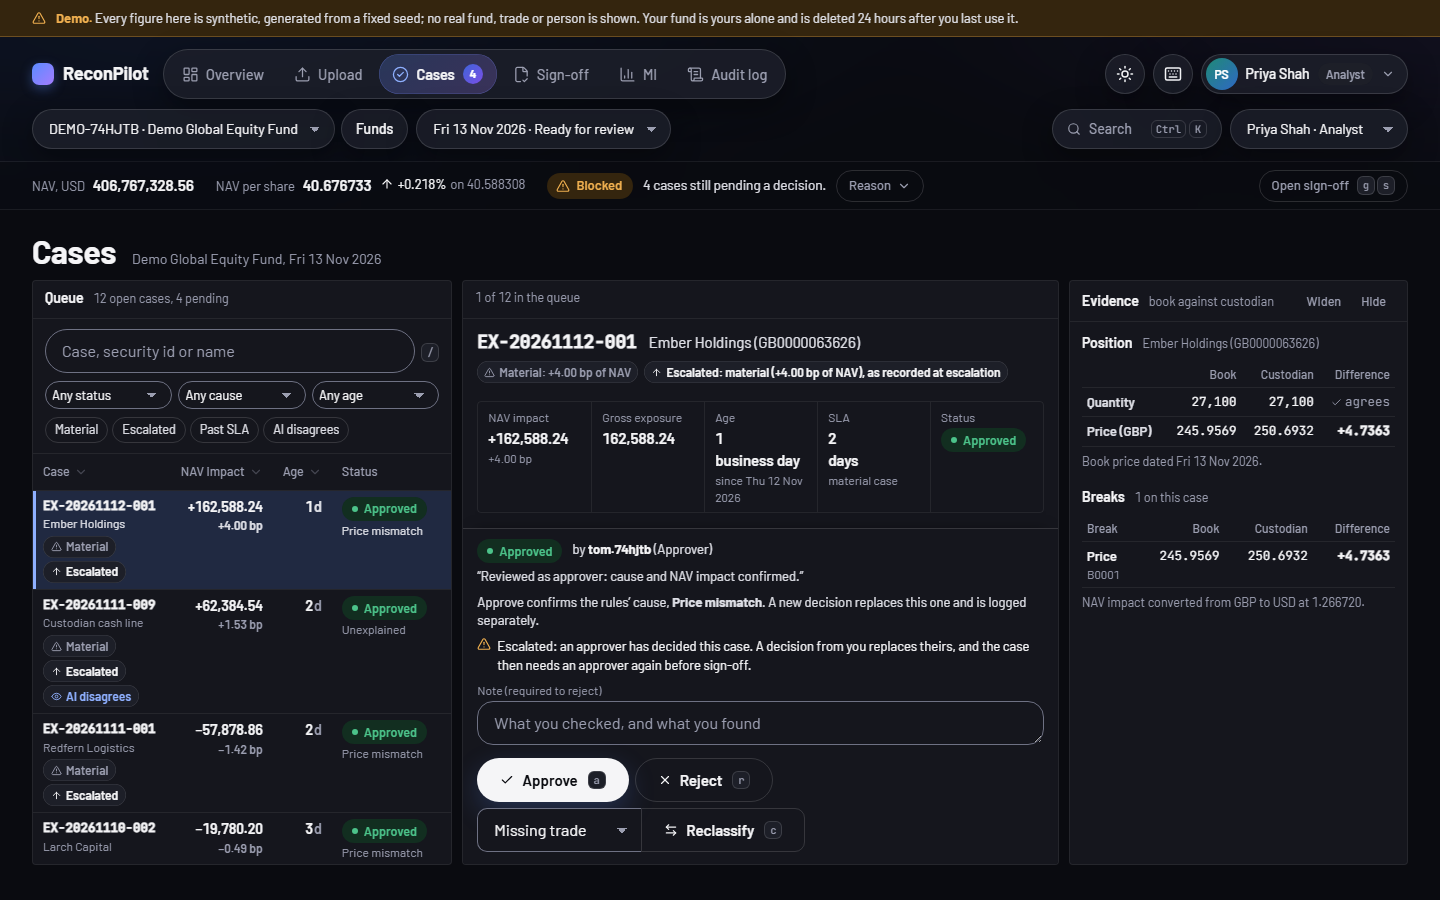 Demo. Every figure here is synthetic, generated from a fixed seed; no real fund, trade or person is shown. Your fund is yours alone and is deleted 24 hours after you last use it.
ReconPilot
Overview
Upload
Cases 4
Sign-off
MI
Audit log
PS Priya Shah Analyst
DEMO-74HJTB · Demo Global Equity Fund
Funds
Fri 13 Nov 2026 · Ready for review
Search Ctrl K
Priya Shah · Analyst
NAV, USD 406,767,328.56
NAV per share 40.676733 ↑ +0.218% on 40.588308
Blocked
4 cases still pending a decision.
Reason
Open sign-off g s
Cases
Demo Global Equity Fund, Fri 13 Nov 2026
Queue 12 open cases, 4 pending
Case, security id or name /
Any status
Any cause
Any age
Material
Escalated
Past SLA
AI disagrees
Case NAV Impact Age Status
EX-20261112-001 +162,588.24 1d Approved
Ember Holdings +4.00 bp Price mismatch
Material
↑ Escalated
EX-20261111-009 +62,384.54 2d Approved
Custodian cash line +1.53 bp Unexplained
Material
↑ Escalated
AI disagrees
EX-20261111-001 −57,878.86 2d Approved
Redfern Logistics −1.42 bp Price mismatch
Material
↑ Escalated
EX-20261110-002 −19,780.20 3d Approved
Larch Capital −0.49 bp Price mismatch
1 of 12 in the queue
EX-20261112-001 Ember Holdings (GB0000063626)
Material: +4.00 bp of NAV
↑ Escalated: material (+4.00 bp of NAV), as recorded at escalation
NAV impact
+162,588.24
+4.00 bp
Gross exposure
162,588.24
Age
1
business day
since Thu 12 Nov
2026
SLA
2
days
material case
Status
Approved
Approved by tom.74hjtb (Approver)
“Reviewed as approver: cause and NAV impact confirmed.”
Approve confirms the rules’ cause, Price mismatch. A new decision replaces this one and is logged
separately.
Escalated: an approver has decided this case. A decision from you replaces theirs, and the case
then needs an approver again before sign-off.
Note (required to reject)
What you checked, and what you found
Approve a
Reject r
Missing trade
Reclassify c
Evidence book against custodian Widen Hide
Position Ember Holdings (GB0000063626)
Book Custodian Difference
Quantity 27,100 27,100 ✓ agrees
Price (GBP) 245.9569 250.6932 +4.7363
Book price dated Fri 13 Nov 2026.
Breaks 1 on this case
Break Book Custodian Difference
Price 245.9569 250.6932 +4.7363
B0001
NAV impact converted from GBP to USD at 1.266720.